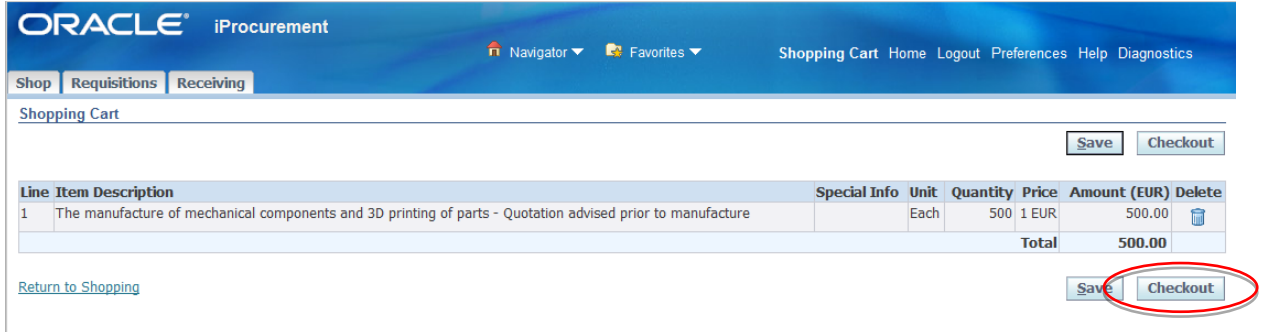 ORACLE® iProcurement
Navigator Favorites Shopping Cart Home Logout Preferences Help Diagnostics
Shop Requisitions Receiving
Shopping Cart
Save Checkout
Line Item Description Special Info Unit Quantity Price Amount (EUR) Delete
1 The manufacture of mechanical components and 3D printing of parts - Quotation advised prior to manufacture Each 500 1 EUR 500.00
Total 500.00
Return to Shopping Save Checkout